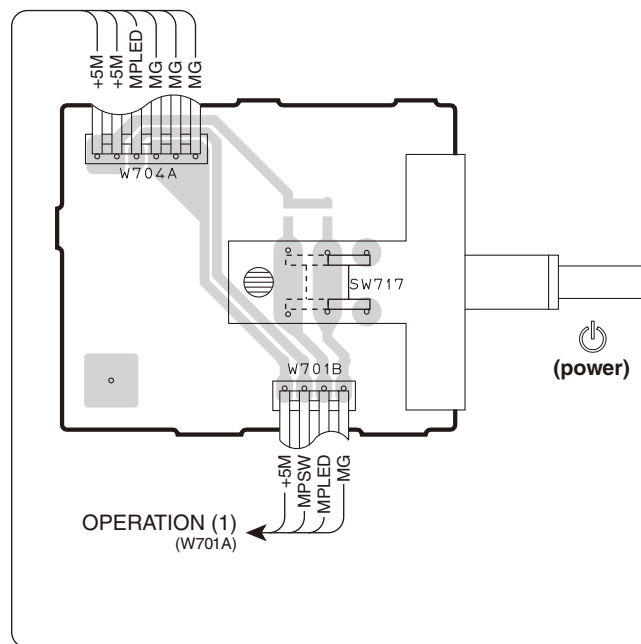 +5M
+5M
MPLED
MG
MG
MG
W704A
SW717
(power)
W701B
+5M
MPSW
MPLED
MG
OPERATION (1)
(W701A)